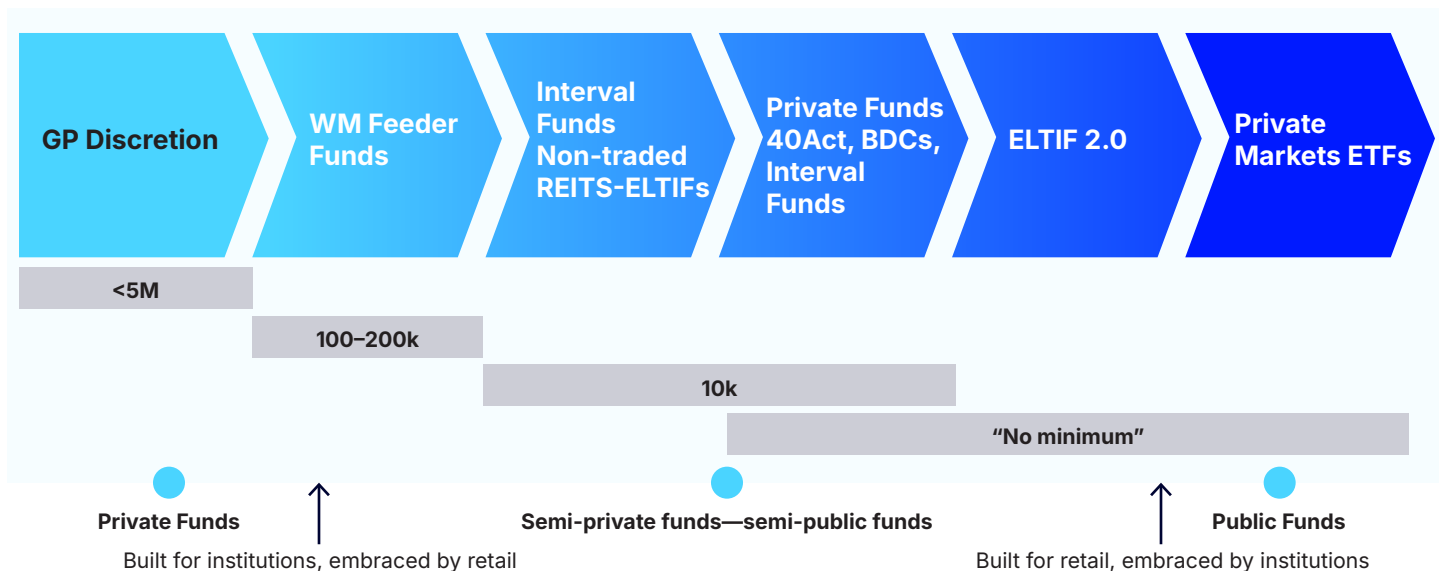 GP Discretion
WM Feeder
Funds
Interval
Funds
Non-traded
REITS-ELTIFs
Private Funds
40Act, BDCs,
Interval
Funds
ELTIF 2.0
Private
Markets ETFs
<5M
100–200k
10k
“No minimum”
Private Funds
Semi-private funds—semi-public funds
Public Funds
Built for institutions, embraced by retail
Built for retail, embraced by institutions